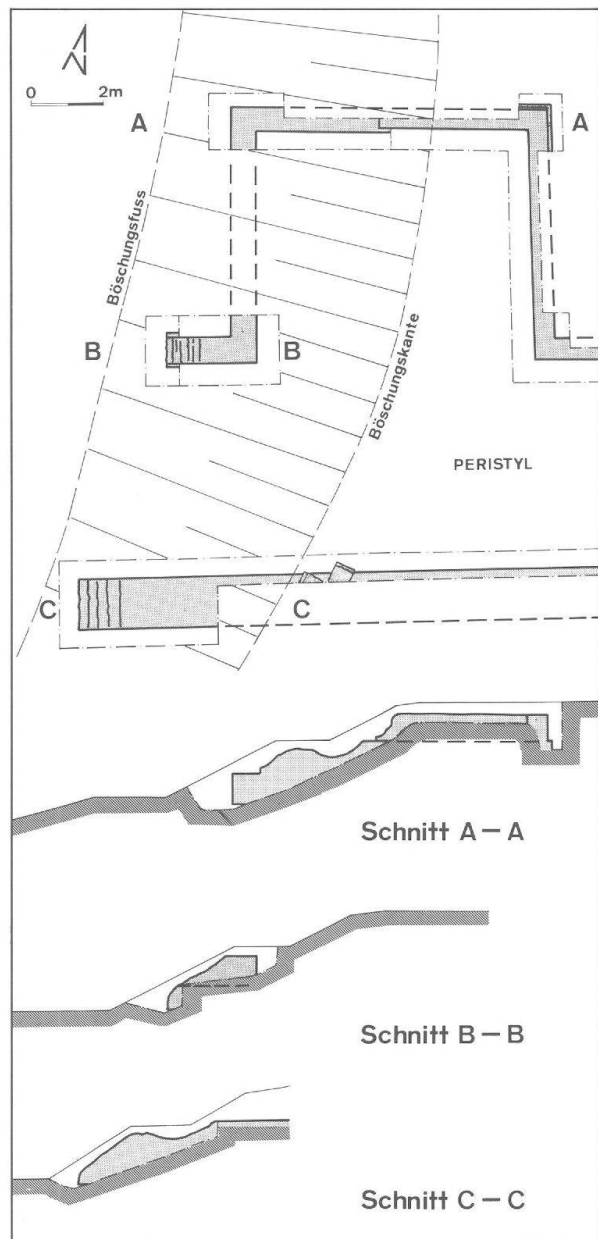 N
0 2m
A A
Böschungsfuss
B B
Böschungskante
PERISTYL
C C
Schnitt A – A
Schnitt B – B
Schnitt C – C